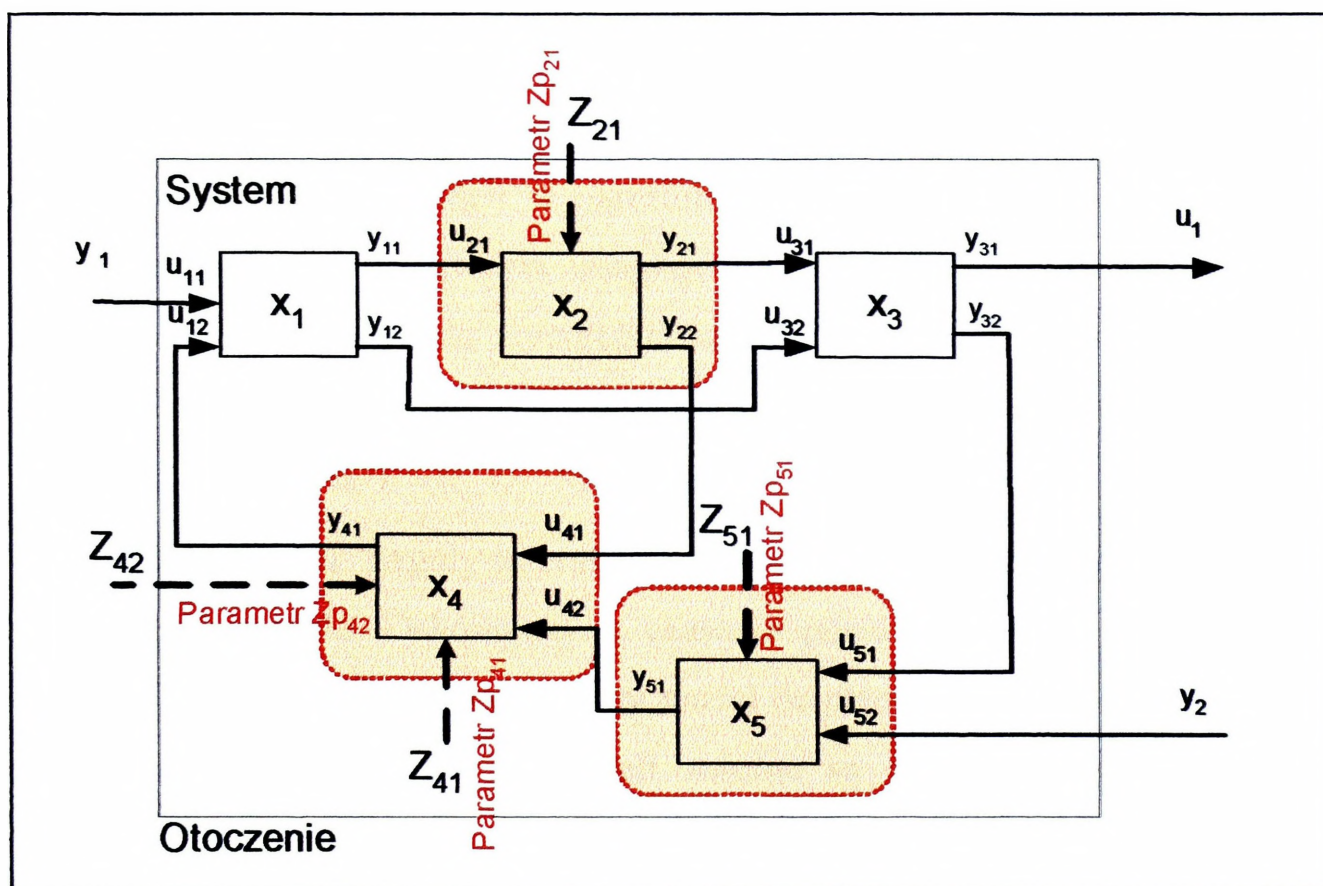 Parametr Zp₂₁
Z₂₁
System
y ₁
u₁₁
u₁₂
x₁
y₁₁
y₁₂
u₂₁
x₂
y₂₁
y₂₂
u₃₁
u₃₂
x₃
y₃₁
y₃₂
u₁
Z₄₂
Parametr Zp₄₂
y₄₁
x₄
u₄₁
u₄₂
Z₄₁
Parametr Zp₄₁
Z₅₁
Parametr Zp₅₁
y₅₁
x₅
u₅₁
u₅₂
y₂
Otoczenie